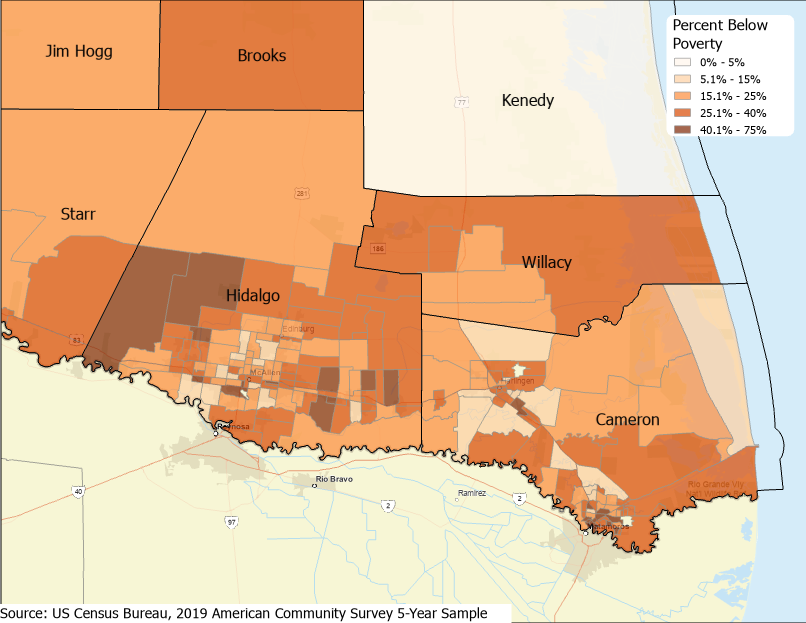 Jim Hogg
Brooks
Percent Below
Poverty
0% - 5%
5.1% - 15%
15.1% - 25%
25.1% - 40%
40.1% - 75%
Kenedy
77
281
Starr
186
Willacy
Hidalgo
Edinburg
83
McAllen
Harlingen
Cameron
Reynosa
Rio Bravo
Ramirez
Rio Grande Vly
40
2
2
97
Matamoros
Source: US Census Bureau, 2019 American Community Survey 5-Year Sample